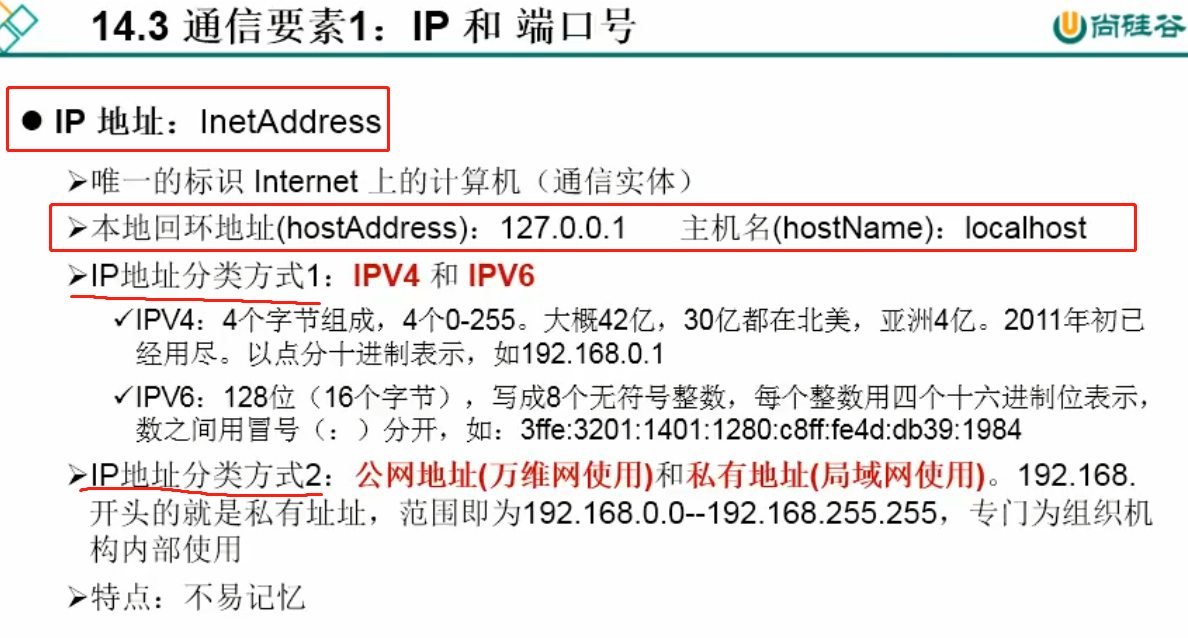 14.3 通信要素1：IP 和 端口号
尚硅谷
● IP 地址：InetAddress
➢唯一的标识 Internet 上的计算机（通信实体）
➢本地回环地址(hostAddress)：127.0.0.1 主机名(hostName)：localhost
➢IP地址分类方式1：IPV4 和 IPV6
✓IPV4：4个字节组成，4个0-255。大概42亿，30亿都在北美，亚洲4亿。2011年初已
经用尽。以点分十进制表示，如192.168.0.1
✓IPV6：128位（16个字节），写成8个无符号整数，每个整数用四个十六进制位表示，
数之间用冒号（：）分开，如：3ffe:3201:1401:1280:c8ff:fe4d:db39:1984
➢IP地址分类方式2：公网地址(万维网使用)和私有地址(局域网使用)。192.168.
开头的就是私有址址，范围即为192.168.0.0--192.168.255.255，专门为组织机
构内部使用
➢特点：不易记忆